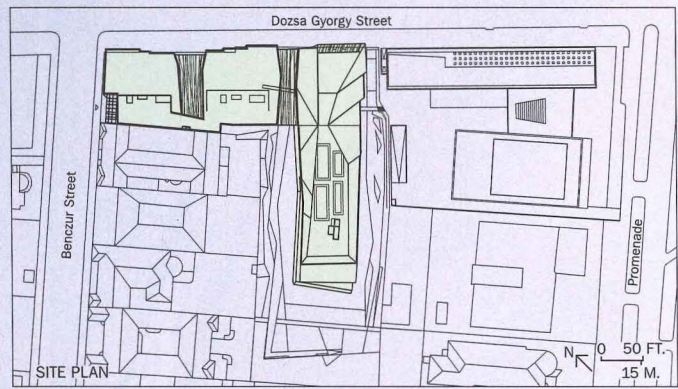 Dozsa Gyorgy Street
Benczur Street
Promenade
SITE PLAN
N
0 50 FT.
15 M.